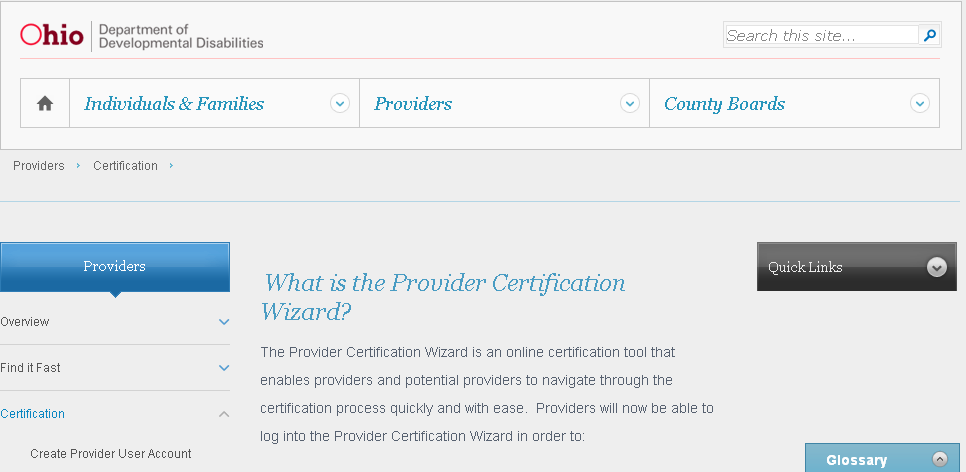 Ohio
Department of
Developmental Disabilities
Search this site...
Individuals & Families
Providers
County Boards
Providers
Certification
Providers
What is the Provider Certification
Wizard?
Quick Links
Overview
The Provider Certification Wizard is an online certification tool that
Find it Fast
enables providers and potential providers to navigate through the
Certification
certification process quickly and with ease.  Providers will now be able to
log into the Provider Certification Wizard in order to:
Create Provider User Account
Glossary